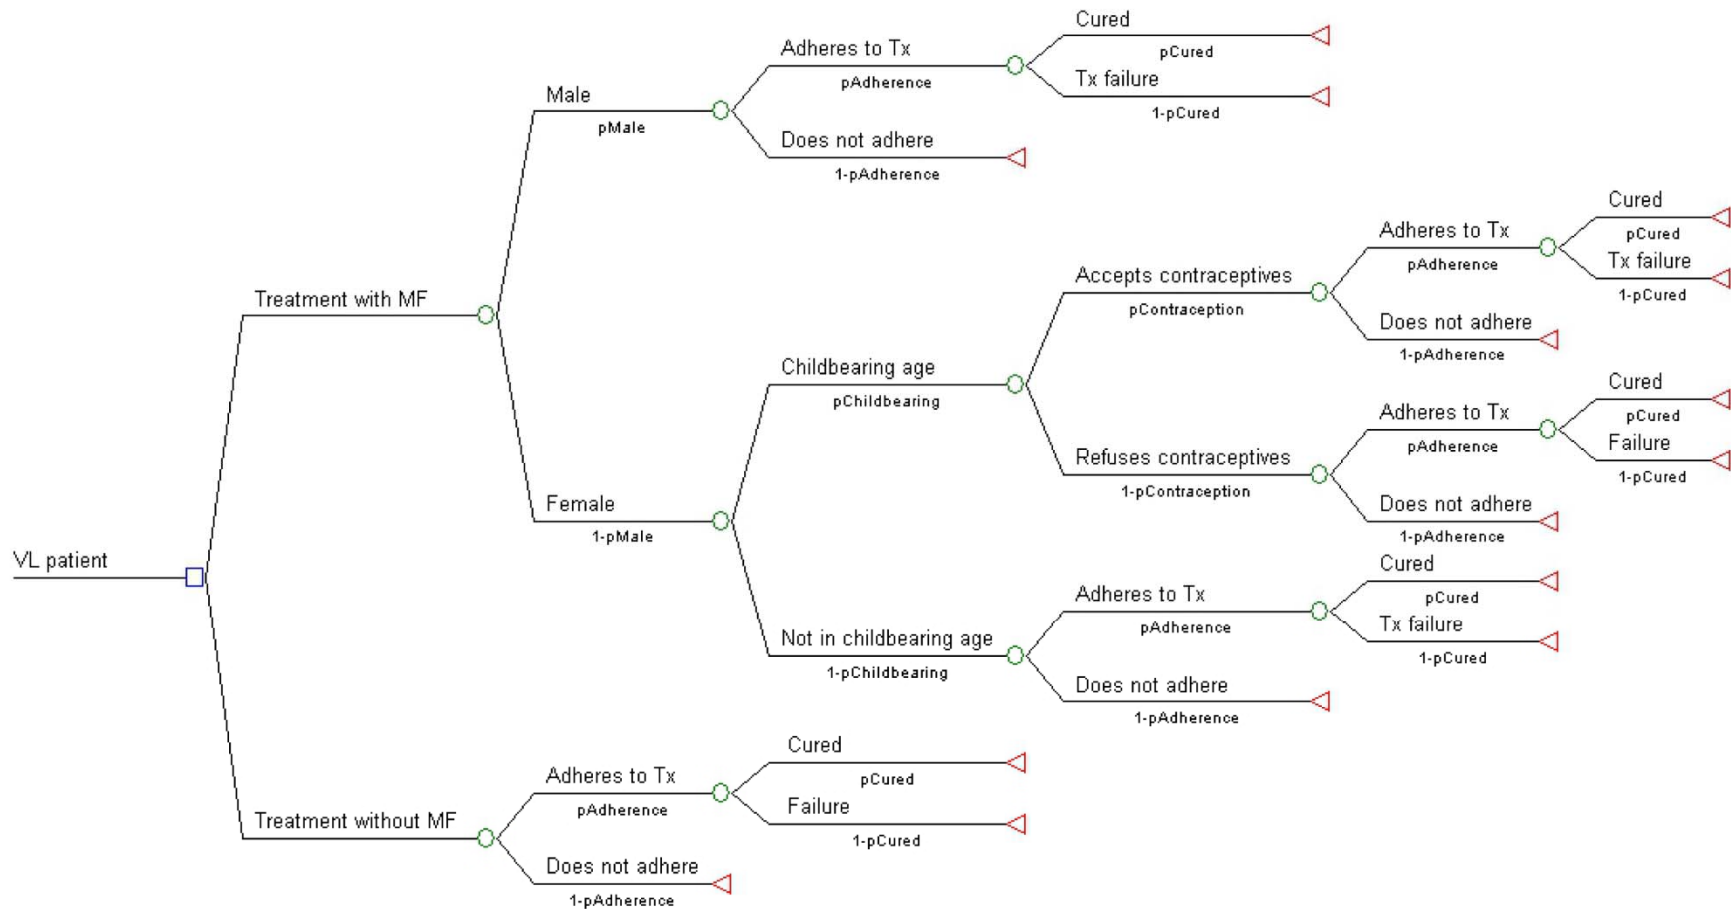 Cured
pCured
Adheres to Tx
pAdherence
Tx failure
1-pCured
Male
pMale
Does not adhere
1-pAdherence
Cured
pCured
Adheres to Tx
pAdherence
Tx failure
1-pCured
Accepts contraceptives
pContraception
Does not adhere
1-pAdherence
Treatment with MF
Childbearing age
pChildbearing
Cured
pCured
Adheres to Tx
pAdherence
Failure
1-pCured
Refuses contraceptives
1-pContraception
Does not adhere
1-pAdherence
Female
1-pMale
VL patient
Cured
pCured
Adheres to Tx
pAdherence
Tx failure
1-pCured
Not in childbearing age
1-pChildbearing
Does not adhere
1-pAdherence
Cured
pCured
Adheres to Tx
pAdherence
Failure
1-pCured
Treatment without MF
Does not adhere
1-pAdherence